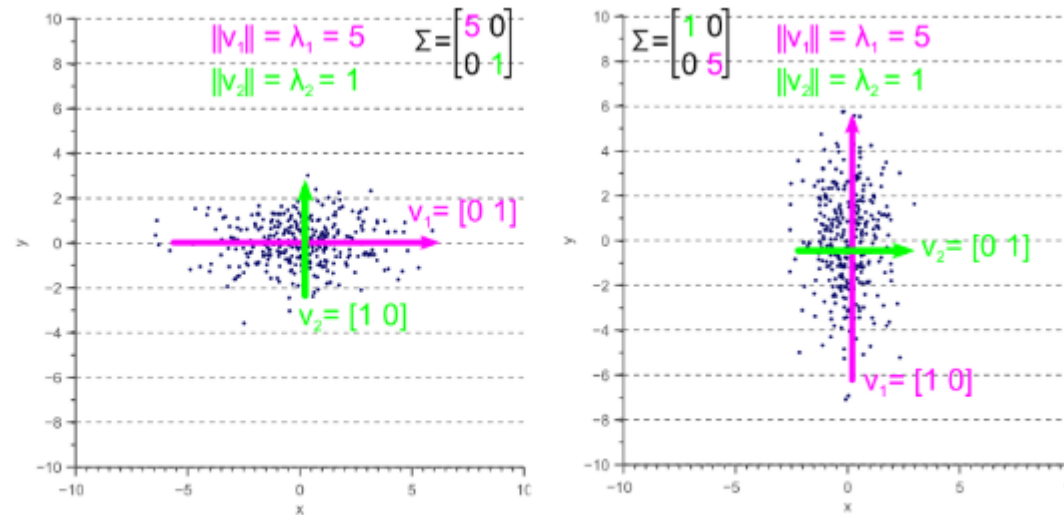 ‖v₁‖ = λ₁ = 5
‖v₂‖ = λ₂ = 1
Σ=[5 0
0 1]
v₁= [0 1]
v₂= [1 0]
10
8
6
4
2
0
−2
−4
−6
−8
−10
y
−10 −5 0 5 10
x
Σ=[1 0
0 5]
‖v₁‖ = λ₁ = 5
‖v₂‖ = λ₂ = 1
v₂= [0 1]
v₁= [1 0]
10
8
6
4
2
0
−2
−4
−6
−8
−10
y
−10 −5 0 5
x